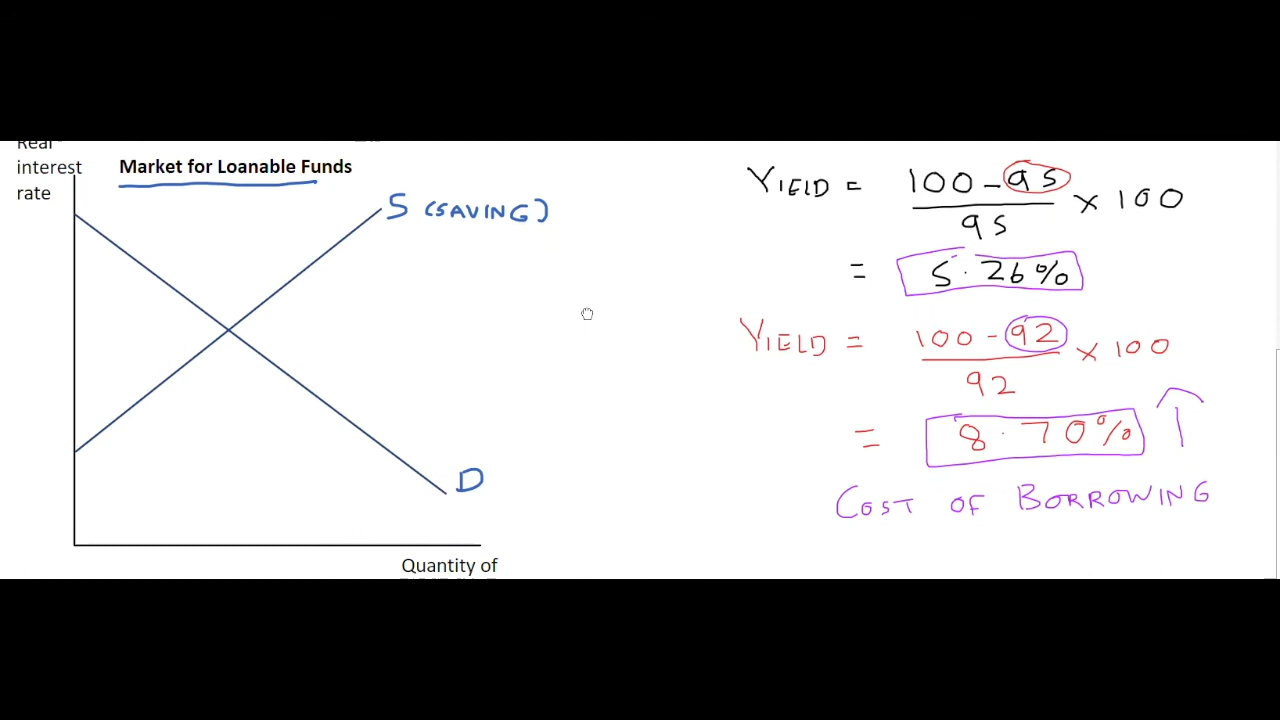 Real
interest
rate
Market for Loanable Funds
S (SAVING)
D
Quantity of
YIELD = 100 - 95
95
× 100
= 5.26%
YIELD = 100 - 92
92
× 100
= 8.70% ↑
COST OF BORROWING